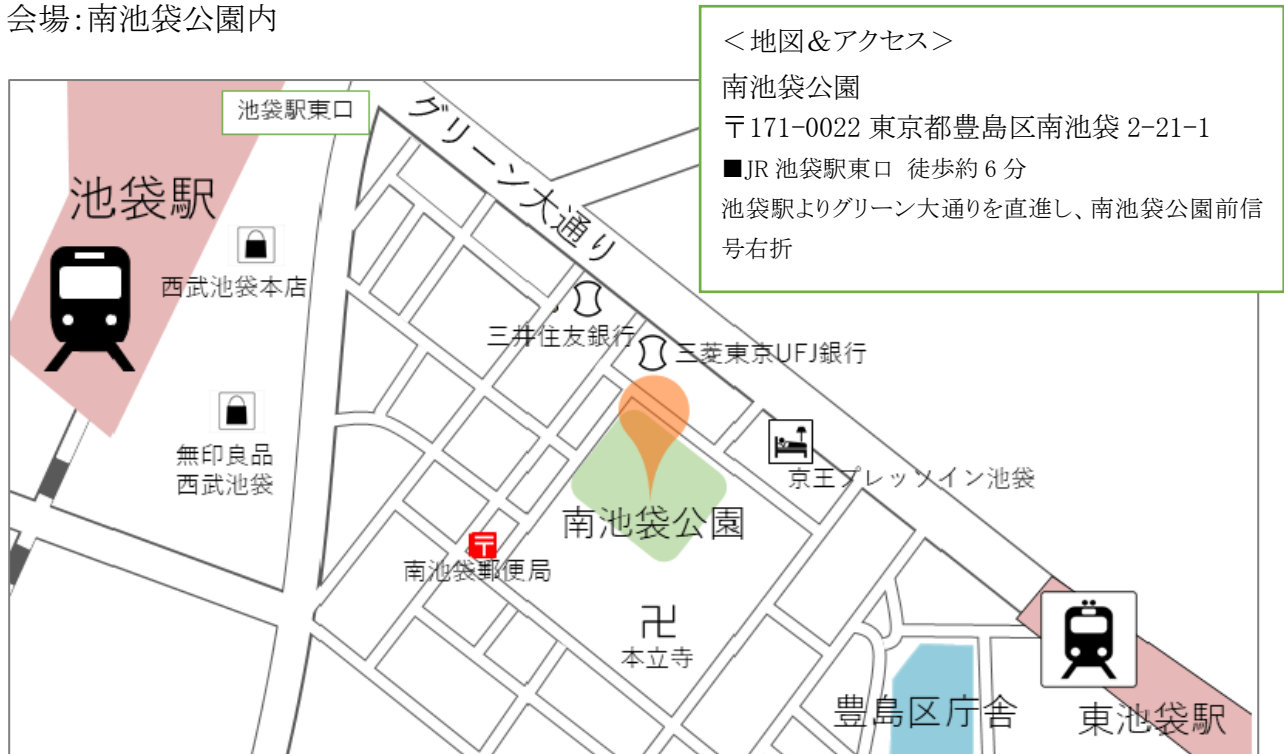 会場:南池袋公園内
＜地図&アクセス＞
南池袋公園
〒171-0022 東京都豊島区南池袋 2-21-1
■JR 池袋駅東口 徒歩約 6 分
池袋駅よりグリーン大通りを直進し、南池袋公園前信
号右折
池袋駅東口
グリーン大通り
池袋駅
西武池袋本店
三井住友銀行
三菱東京UFJ銀行
無印良品
西武池袋
京王プレッソイン池袋
南池袋公園
〒
南池袋郵便局
卍
本立寺
豊島区庁舎
東池袋駅